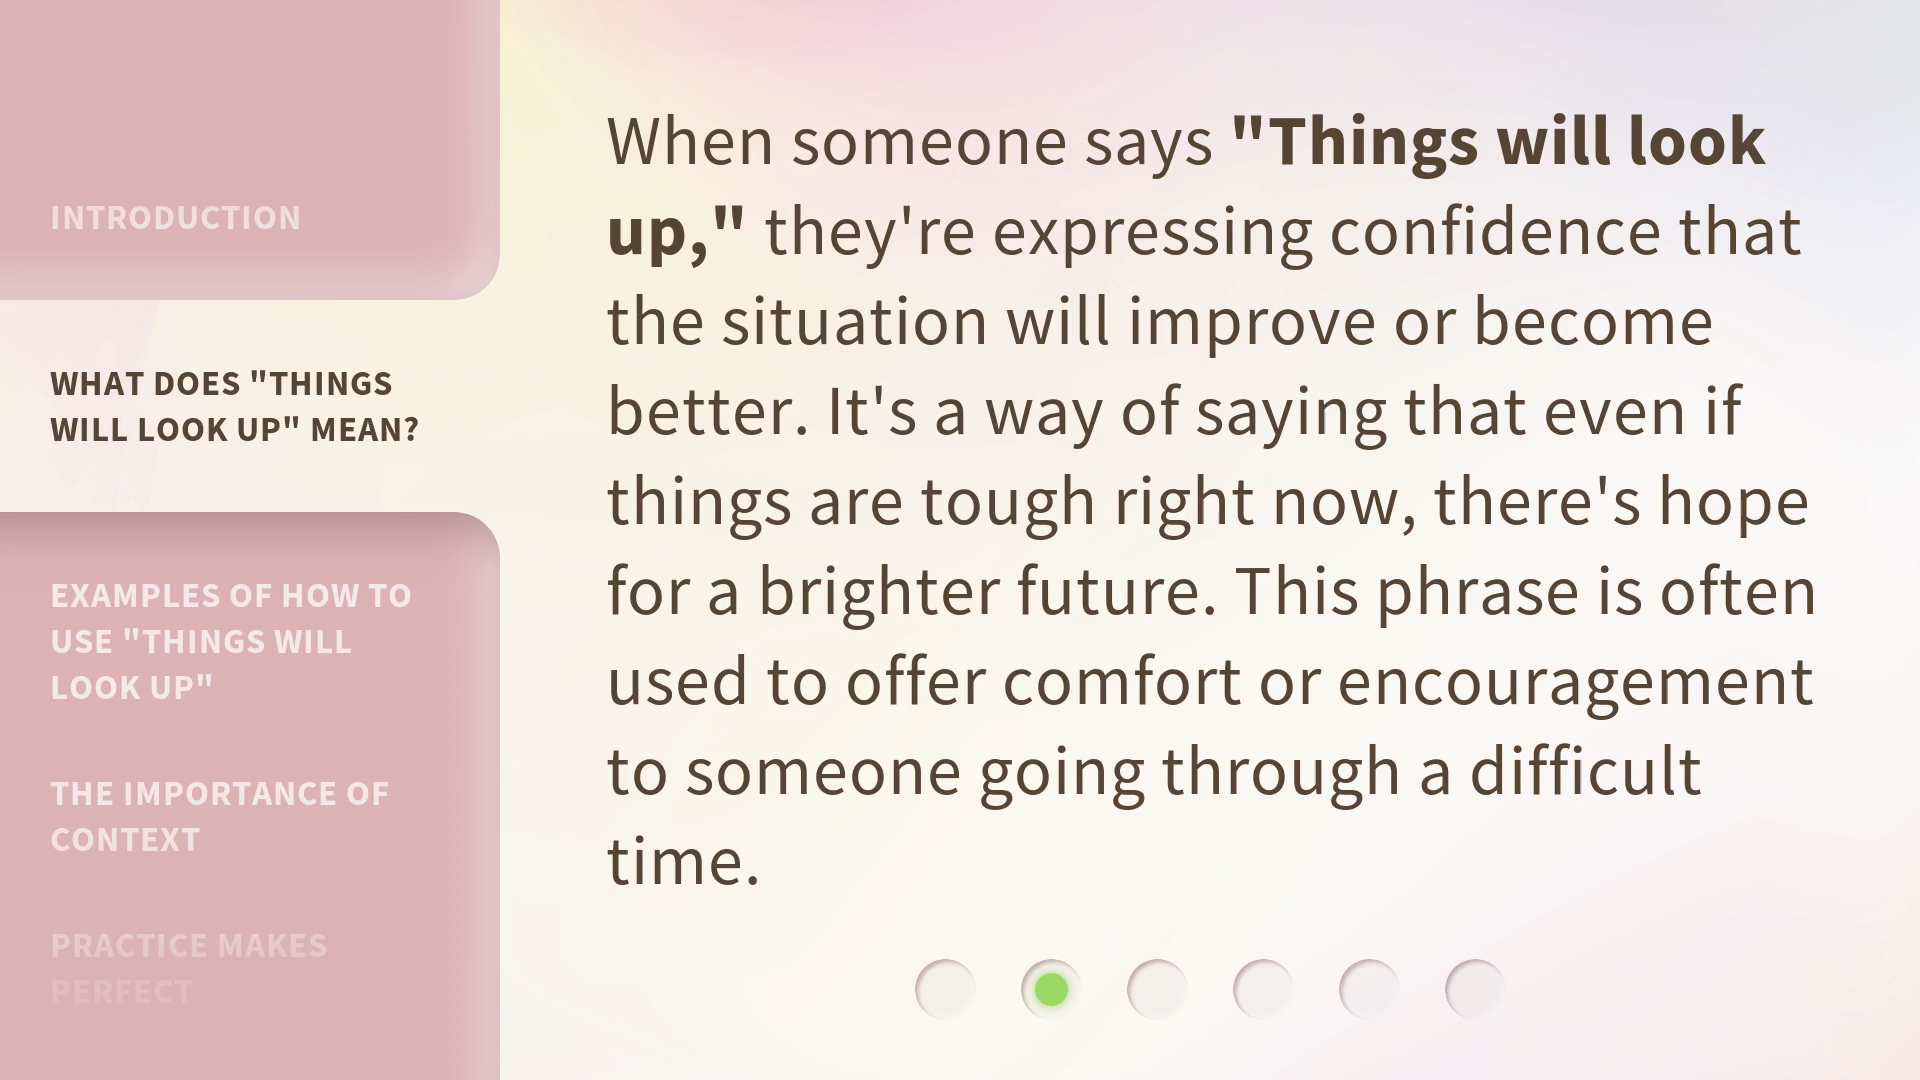 INTRODUCTION
WHAT DOES "THINGS
WILL LOOK UP" MEAN?
EXAMPLES OF HOW TO
USE "THINGS WILL
LOOK UP"
THE IMPORTANCE OF
CONTEXT
PRACTICE MAKES
PERFECT
When someone says "Things will look
up," they're expressing confidence that
the situation will improve or become
better. It's a way of saying that even if
things are tough right now, there's hope
for a brighter future. This phrase is often
used to offer comfort or encouragement
to someone going through a difficult
time.